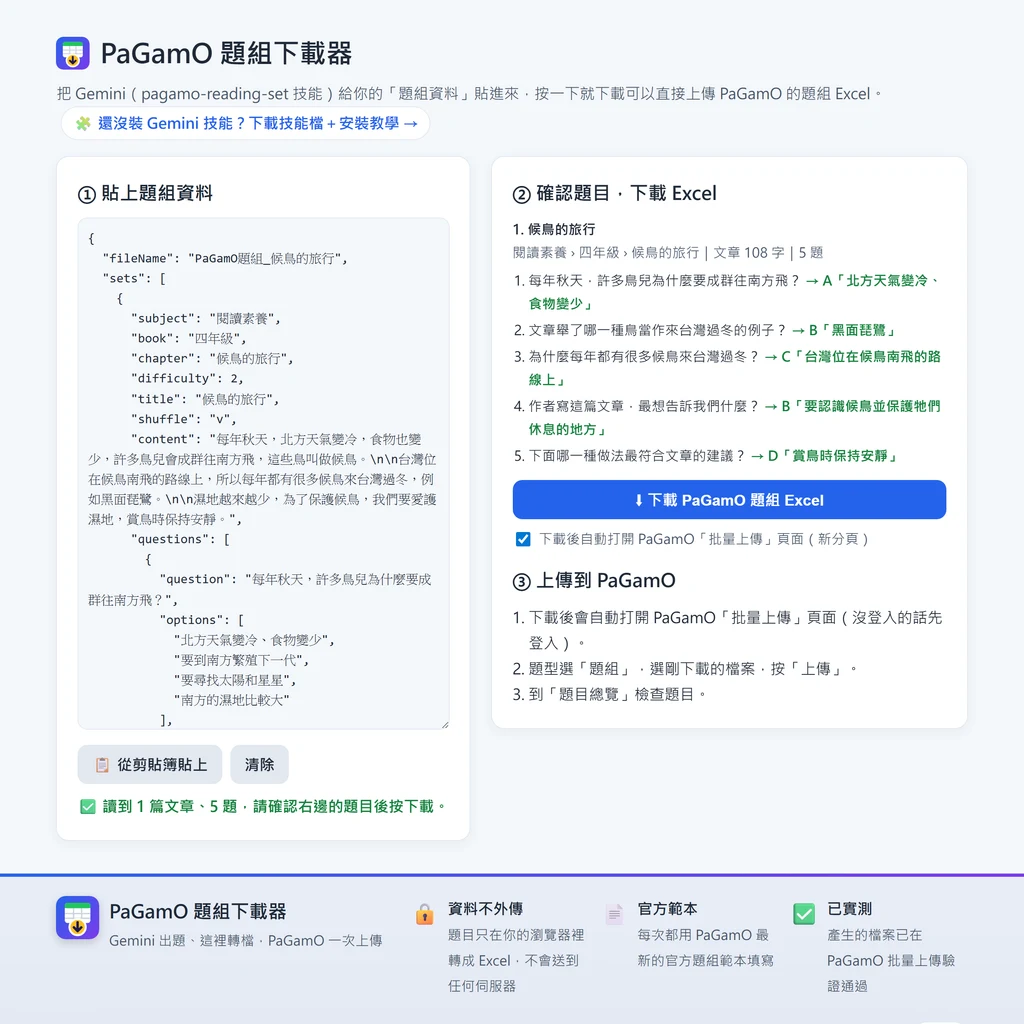 PaGamO 題組下載器
把 Gemini（pagamo-reading-set 技能）給你的「題組資料」貼進來，按一下就下載可以直接上傳 PaGamO 的題組 Excel。
🧩 還沒裝 Gemini 技能？下載技能檔＋安裝教學 →
① 貼上題組資料
{
"fileName": "PaGamO題組_候鳥的旅行",
"sets": [
{
"subject": "閱讀素養",
"book": "四年級",
"chapter": "候鳥的旅行",
"difficulty": 2,
"title": "候鳥的旅行",
"shuffle": "v",
"content": "每年秋天，北方天氣變冷，食物也變
少，許多鳥兒會成群往南方飛，這些鳥叫做候鳥。\n\n台灣位
在候鳥南飛的路線上，所以每年都有很多候鳥來台灣過冬，例
如黑面琵鷺。\n\n濕地越來越少，為了保護候鳥，我們要愛護
濕地，賞鳥時保持安靜。",
"questions": [
{
"question": "每年秋天，許多鳥兒為什麼要成
群往南方飛？",
"options": [
"北方天氣變冷、食物變少",
"要到南方繁殖下一代",
"要尋找太陽和星星",
"南方的濕地比較大"
],
📋 從剪貼簿貼上
清除
✅ 讀到 1 篇文章、5 題，請確認右邊的題目後按下載。
② 確認題目，下載 Excel
1. 候鳥的旅行
閱讀素養 › 四年級 › 候鳥的旅行｜文章 108 字｜5 題
1. 每年秋天，許多鳥兒為什麼要成群往南方飛？ → A「北方天氣變冷、
食物變少」
2. 文章舉了哪一種鳥當作來台灣過冬的例子？ → B「黑面琵鷺」
3. 為什麼每年都有很多候鳥來台灣過冬？ → C「台灣位在候鳥南飛的路
線上」
4. 作者寫這篇文章，最想告訴我們什麼？ → B「要認識候鳥並保護牠們
休息的地方」
5. 下面哪一種做法最符合文章的建議？ → D「賞鳥時保持安靜」
⬇ 下載 PaGamO 題組 Excel
下載後自動打開 PaGamO「批量上傳」頁面（新分頁）
③ 上傳到 PaGamO
1. 下載後會自動打開 PaGamO「批量上傳」頁面（沒登入的話先
登入）。
2. 題型選「題組」，選剛下載的檔案，按「上傳」。
3. 到「題目總覽」檢查題目。
PaGamO 題組下載器
Gemini 出題、這裡轉檔，PaGamO 一次上傳
資料不外傳
題目只在你的瀏覽器裡
轉成 Excel，不會送到
任何伺服器
官方範本
每次都用 PaGamO 最
新的官方題組範本填寫
已實測
產生的檔案已在
PaGamO 批量上傳驗
證通過